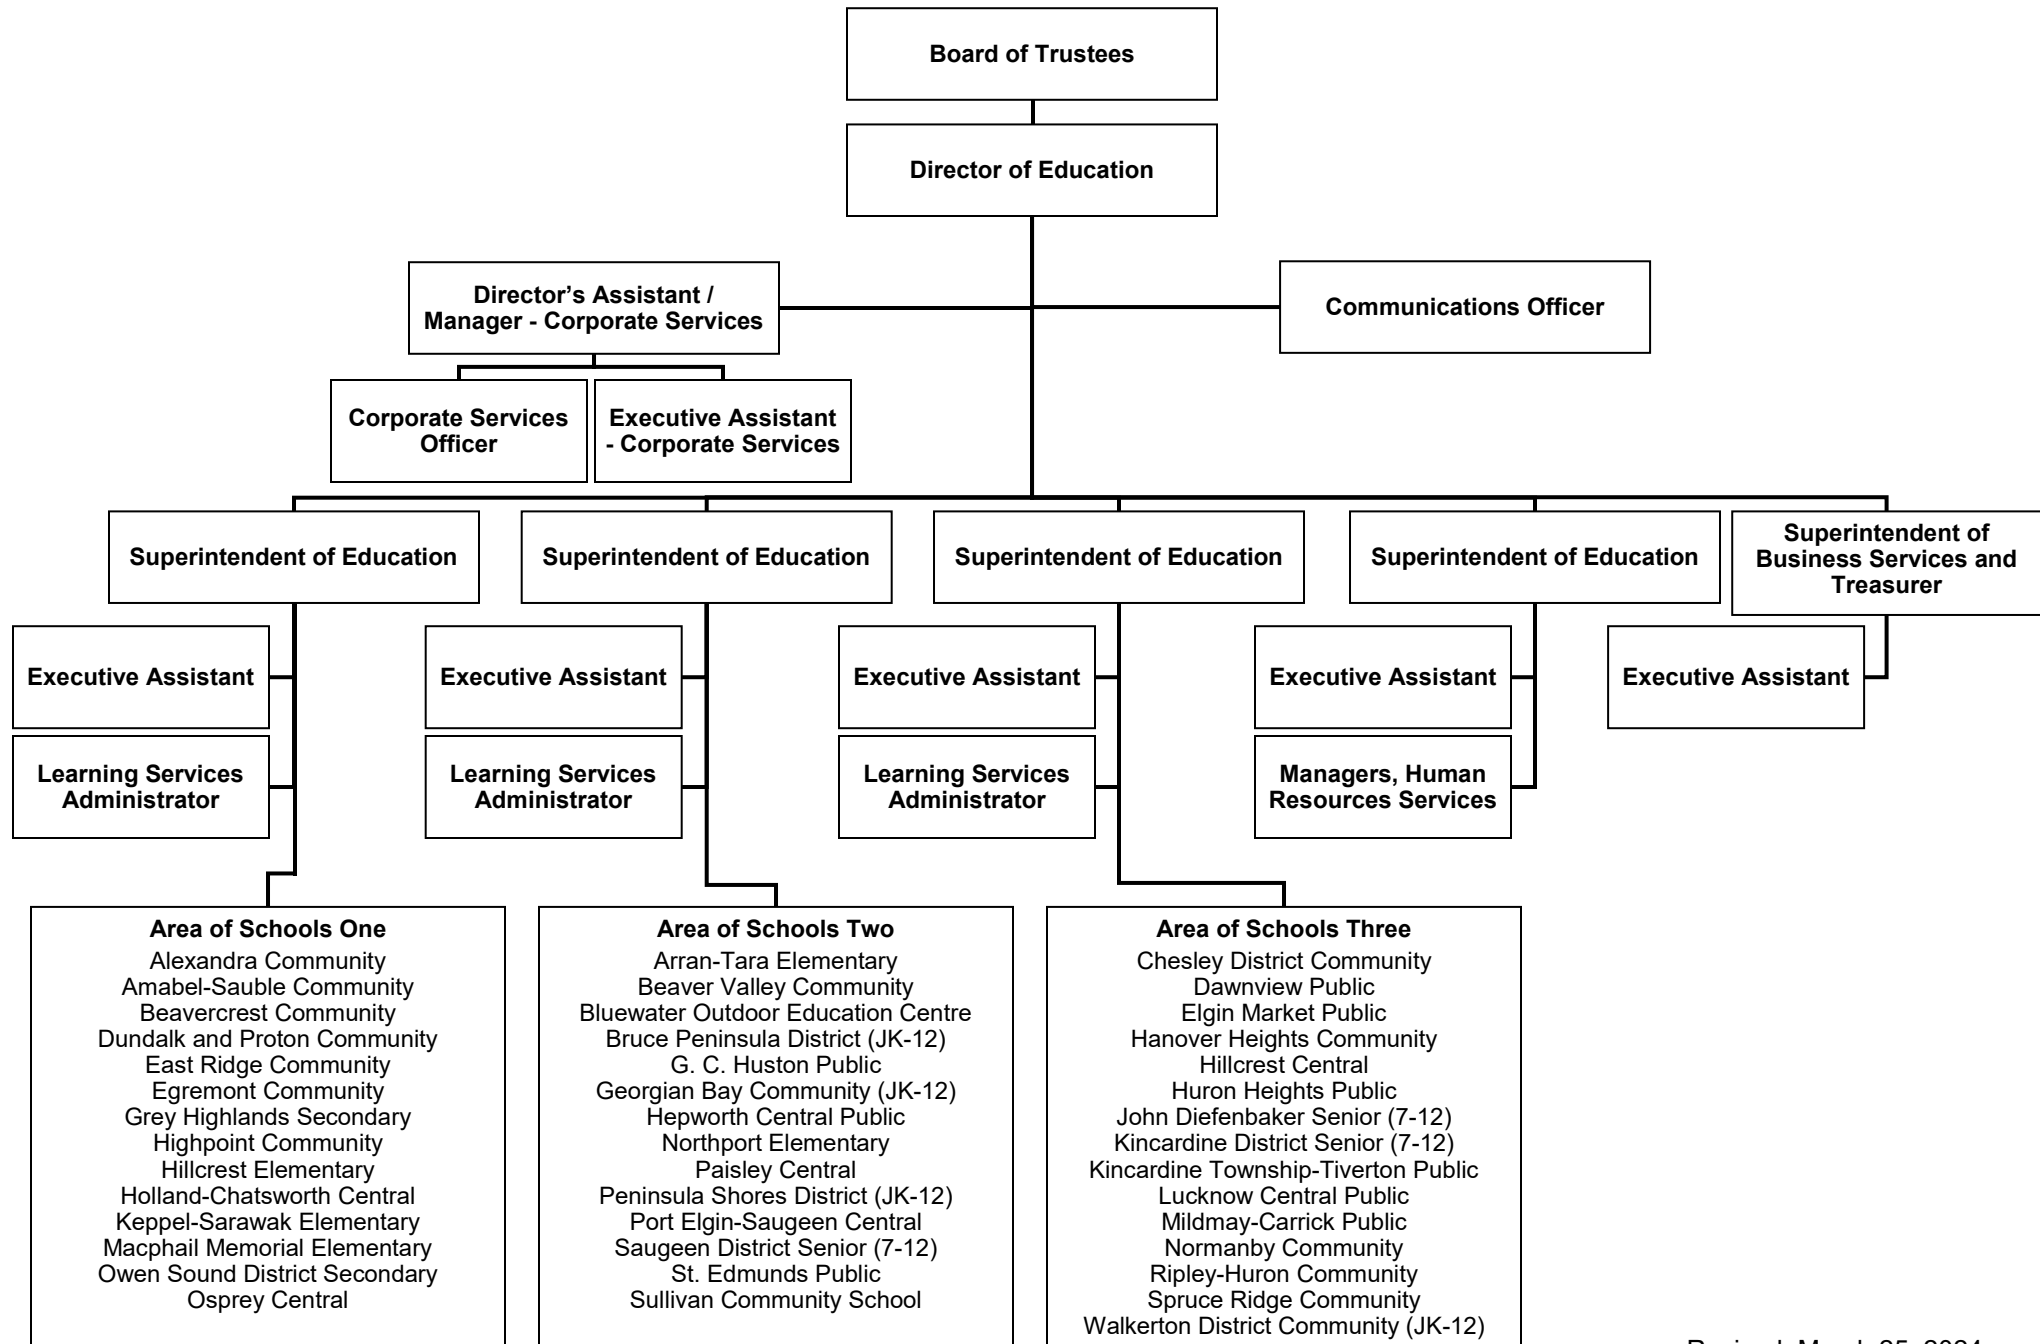 Board of Trustees
Director of Education
Director’s Assistant /
Manager - Corporate Services
Communications Officer
Corporate Services
Officer
Executive Assistant
- Corporate Services
Superintendent of Education
Superintendent of Education
Superintendent of Education
Superintendent of Education
Superintendent of
Business Services and
Treasurer
Executive Assistant
Executive Assistant
Executive Assistant
Executive Assistant
Executive Assistant
Learning Services
Administrator
Learning Services
Administrator
Learning Services
Administrator
Managers, Human
Resources Services
Area of Schools One
Alexandra Community
Amabel-Sauble Community
Beavercrest Community
Dundalk and Proton Community
East Ridge Community
Egremont Community
Grey Highlands Secondary
Highpoint Community
Hillcrest Elementary
Holland-Chatsworth Central
Keppel-Sarawak Elementary
Macphail Memorial Elementary
Owen Sound District Secondary
Osprey Central
Area of Schools Two
Arran-Tara Elementary
Beaver Valley Community
Bluewater Outdoor Education Centre
Bruce Peninsula District (JK-12)
G. C. Huston Public
Georgian Bay Community (JK-12)
Hepworth Central Public
Northport Elementary
Paisley Central
Peninsula Shores District (JK-12)
Port Elgin-Saugeen Central
Saugeen District Senior (7-12)
St. Edmunds Public
Sullivan Community School
Area of Schools Three
Chesley District Community
Dawnview Public
Elgin Market Public
Hanover Heights Community
Hillcrest Central
Huron Heights Public
John Diefenbaker Senior (7-12)
Kincardine District Senior (7-12)
Kincardine Township-Tiverton Public
Lucknow Central Public
Mildmay-Carrick Public
Normanby Community
Ripley-Huron Community
Spruce Ridge Community
Walkerton District Community (JK-12)